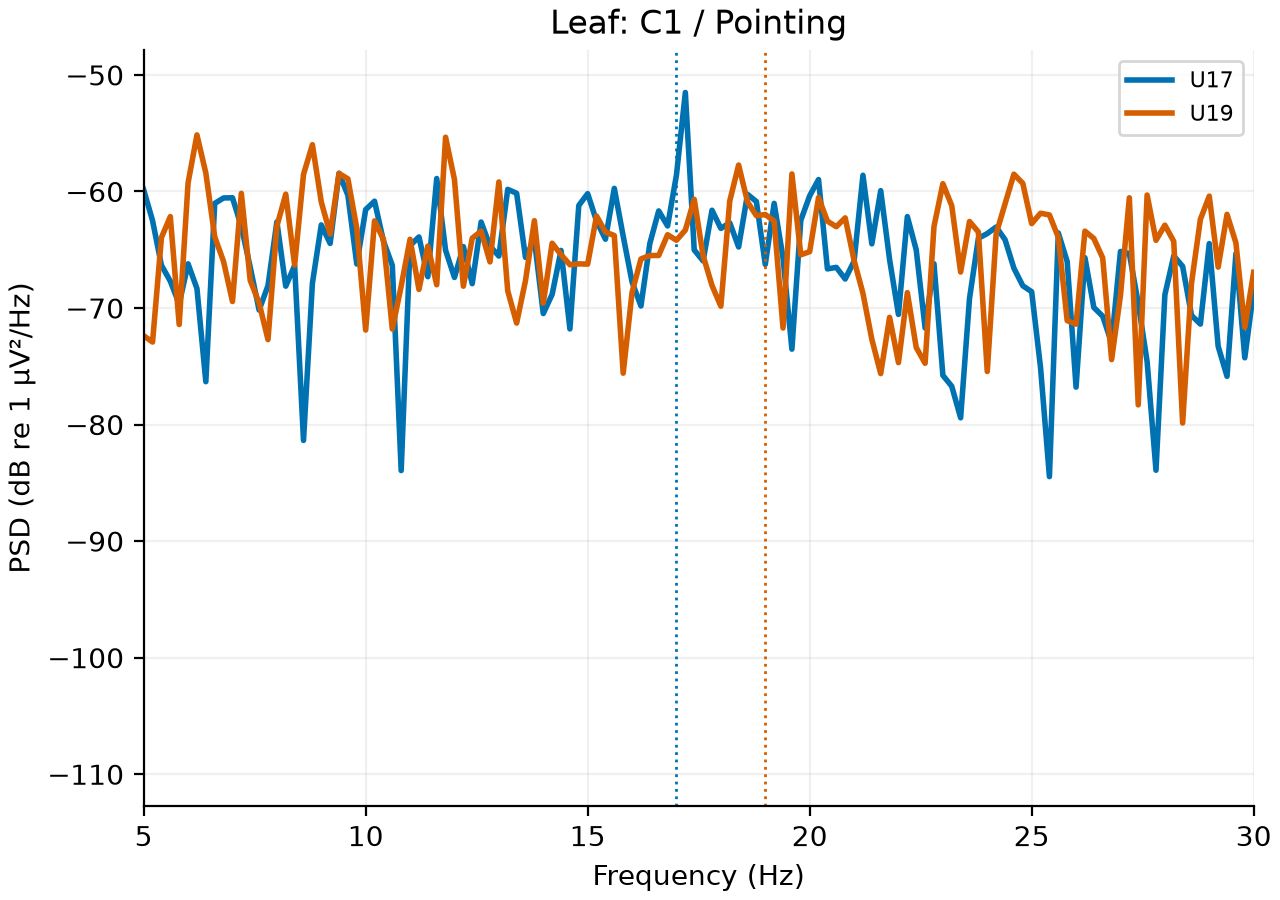 Leaf: C1 / Pointing
U17
U19
PSD (dB re 1 µV²/Hz)
−50
−60
−70
−80
−90
−100
−110
5 10 15 20 25 30
Frequency (Hz)